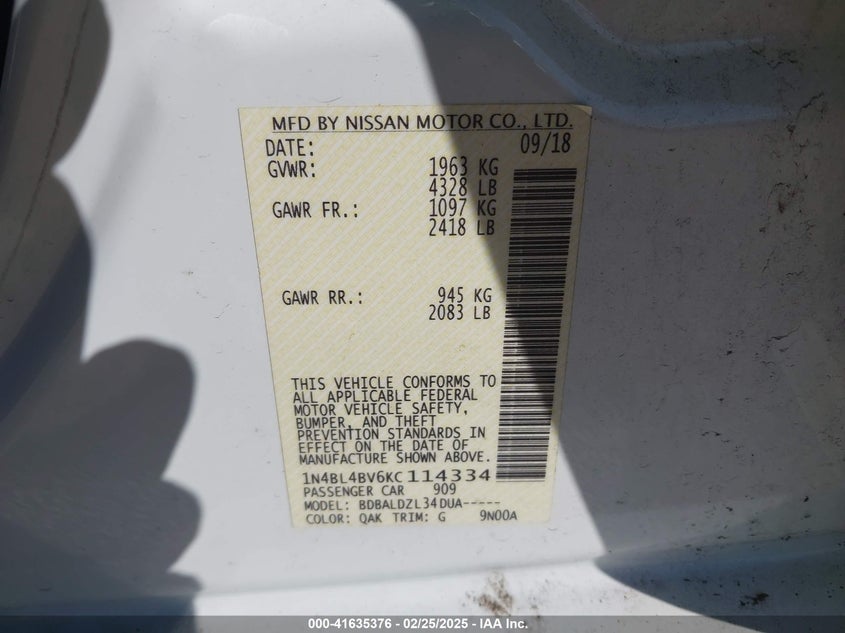 MFD BY NISSAN MOTOR CO., LTD.
DATE: 09/18
GVWR: 1963 KG
4328 LB
GAWR FR.: 1097 KG
2418 LB
GAWR RR.: 945 KG
2083 LB
THIS VEHICLE CONFORMS TO
ALL APPLICABLE FEDERAL
MOTOR VEHICLE SAFETY,
BUMPER, AND THEFT
PREVENTION STANDARDS IN
EFFECT ON THE DATE OF
MANUFACTURE SHOWN ABOVE.
1N4BL4BV6KC114334
PASSENGER CAR 909
MODEL: BDBALDZL34DUA-----
COLOR: QAK TRIM: G 9N00A
000-41635376 - 02/25/2025 - IAA Inc.